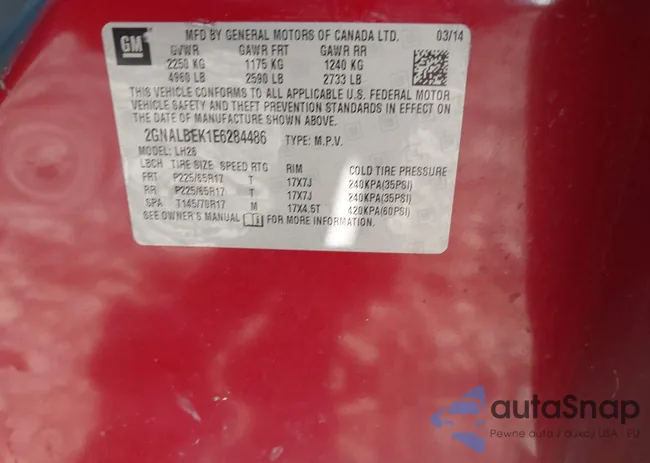 GM
MFD BY GENERAL MOTORS OF CANADA LTD. 03/14
GVWR GAWR FRT GAWR RR
2250 KG 1175 KG 1240 KG
4960 LB 2590 LB 2733 LB
THIS VEHICLE CONFORMS TO ALL APPLICABLE U.S. FEDERAL MOTOR
VEHICLE SAFETY AND THEFT PREVENTION STANDARDS IN EFFECT ON
THE DATE OF MANUFACTURE SHOWN ABOVE.
2GNALBEK1E6284486 TYPE: M.P.V.
MODEL: LH26
LBCH TIRE SIZE SPEED RTG RIM COLD TIRE PRESSURE
FRT P225/65R17 T 17X7J 240KPA(35PSI)
RR P225/65R17 T 17X7J 240KPA(35PSI)
SPA T145/70R17 M 17X4.5T 420KPA(60PSI)
SEE OWNER'S MANUAL FOR MORE INFORMATION.
autaSnap
Pewne auta z aukcji USA i EU